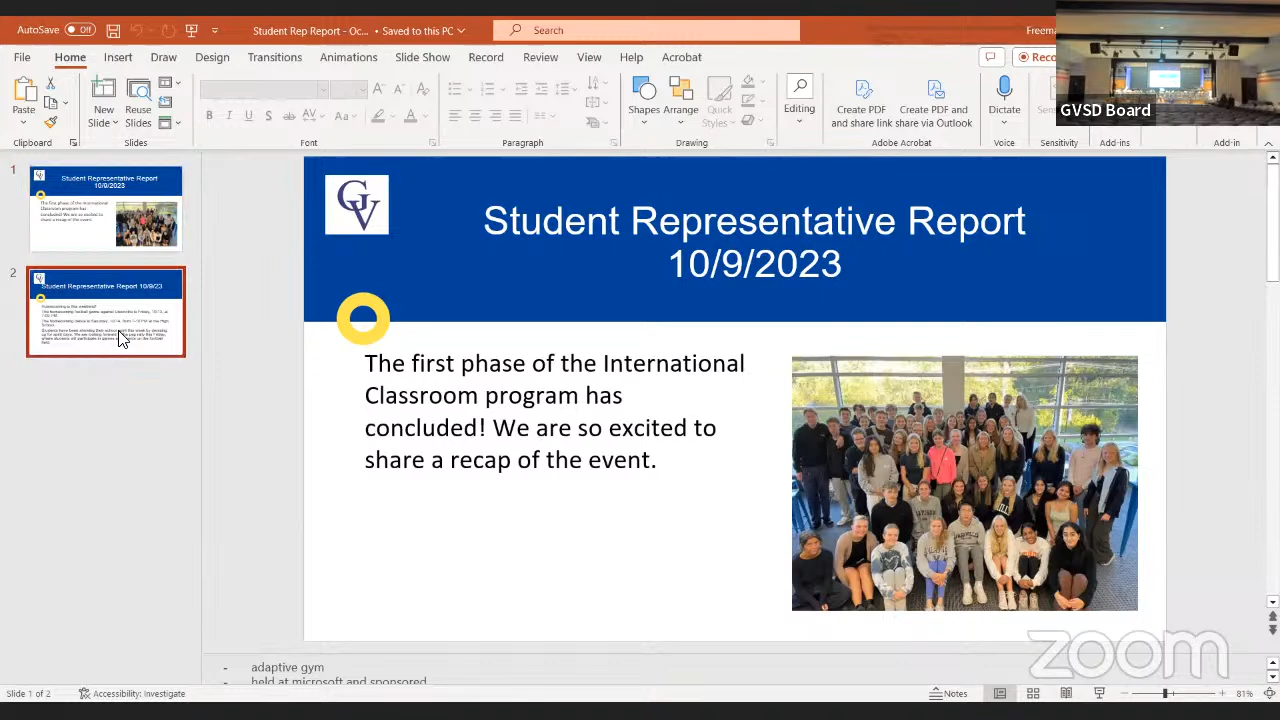 AutoSave Off
Student Rep Report - Oc... • Saved to this PC
Search
Freema
File Home Insert Draw Design Transitions Animations Slide Show Record Review View Help Acrobat
Reco
GVSD Board
Paste
New Slide
Reuse Slides
Shapes Arrange Quick Styles
Editing
Create PDF and share link
Create PDF and share via Outlook
Dictate
Clipboard Slides Font Paragraph Drawing Adobe Acrobat Voice Sensitivity Add-ins Add-in
1
Student Representative Report
10/9/2023
The first phase of the International
Classroom program has
concluded! We are so excited to
share a recap of the event.
2
Student Representative Report 10/9/23
GV
Student Representative Report
10/9/2023
The first phase of the International
Classroom program has
concluded! We are so excited to
share a recap of the event.
- adaptive gym
- held at microsoft and sponsored
zoom
Slide 1 of 2 Accessibility: Investigate
Notes
81%